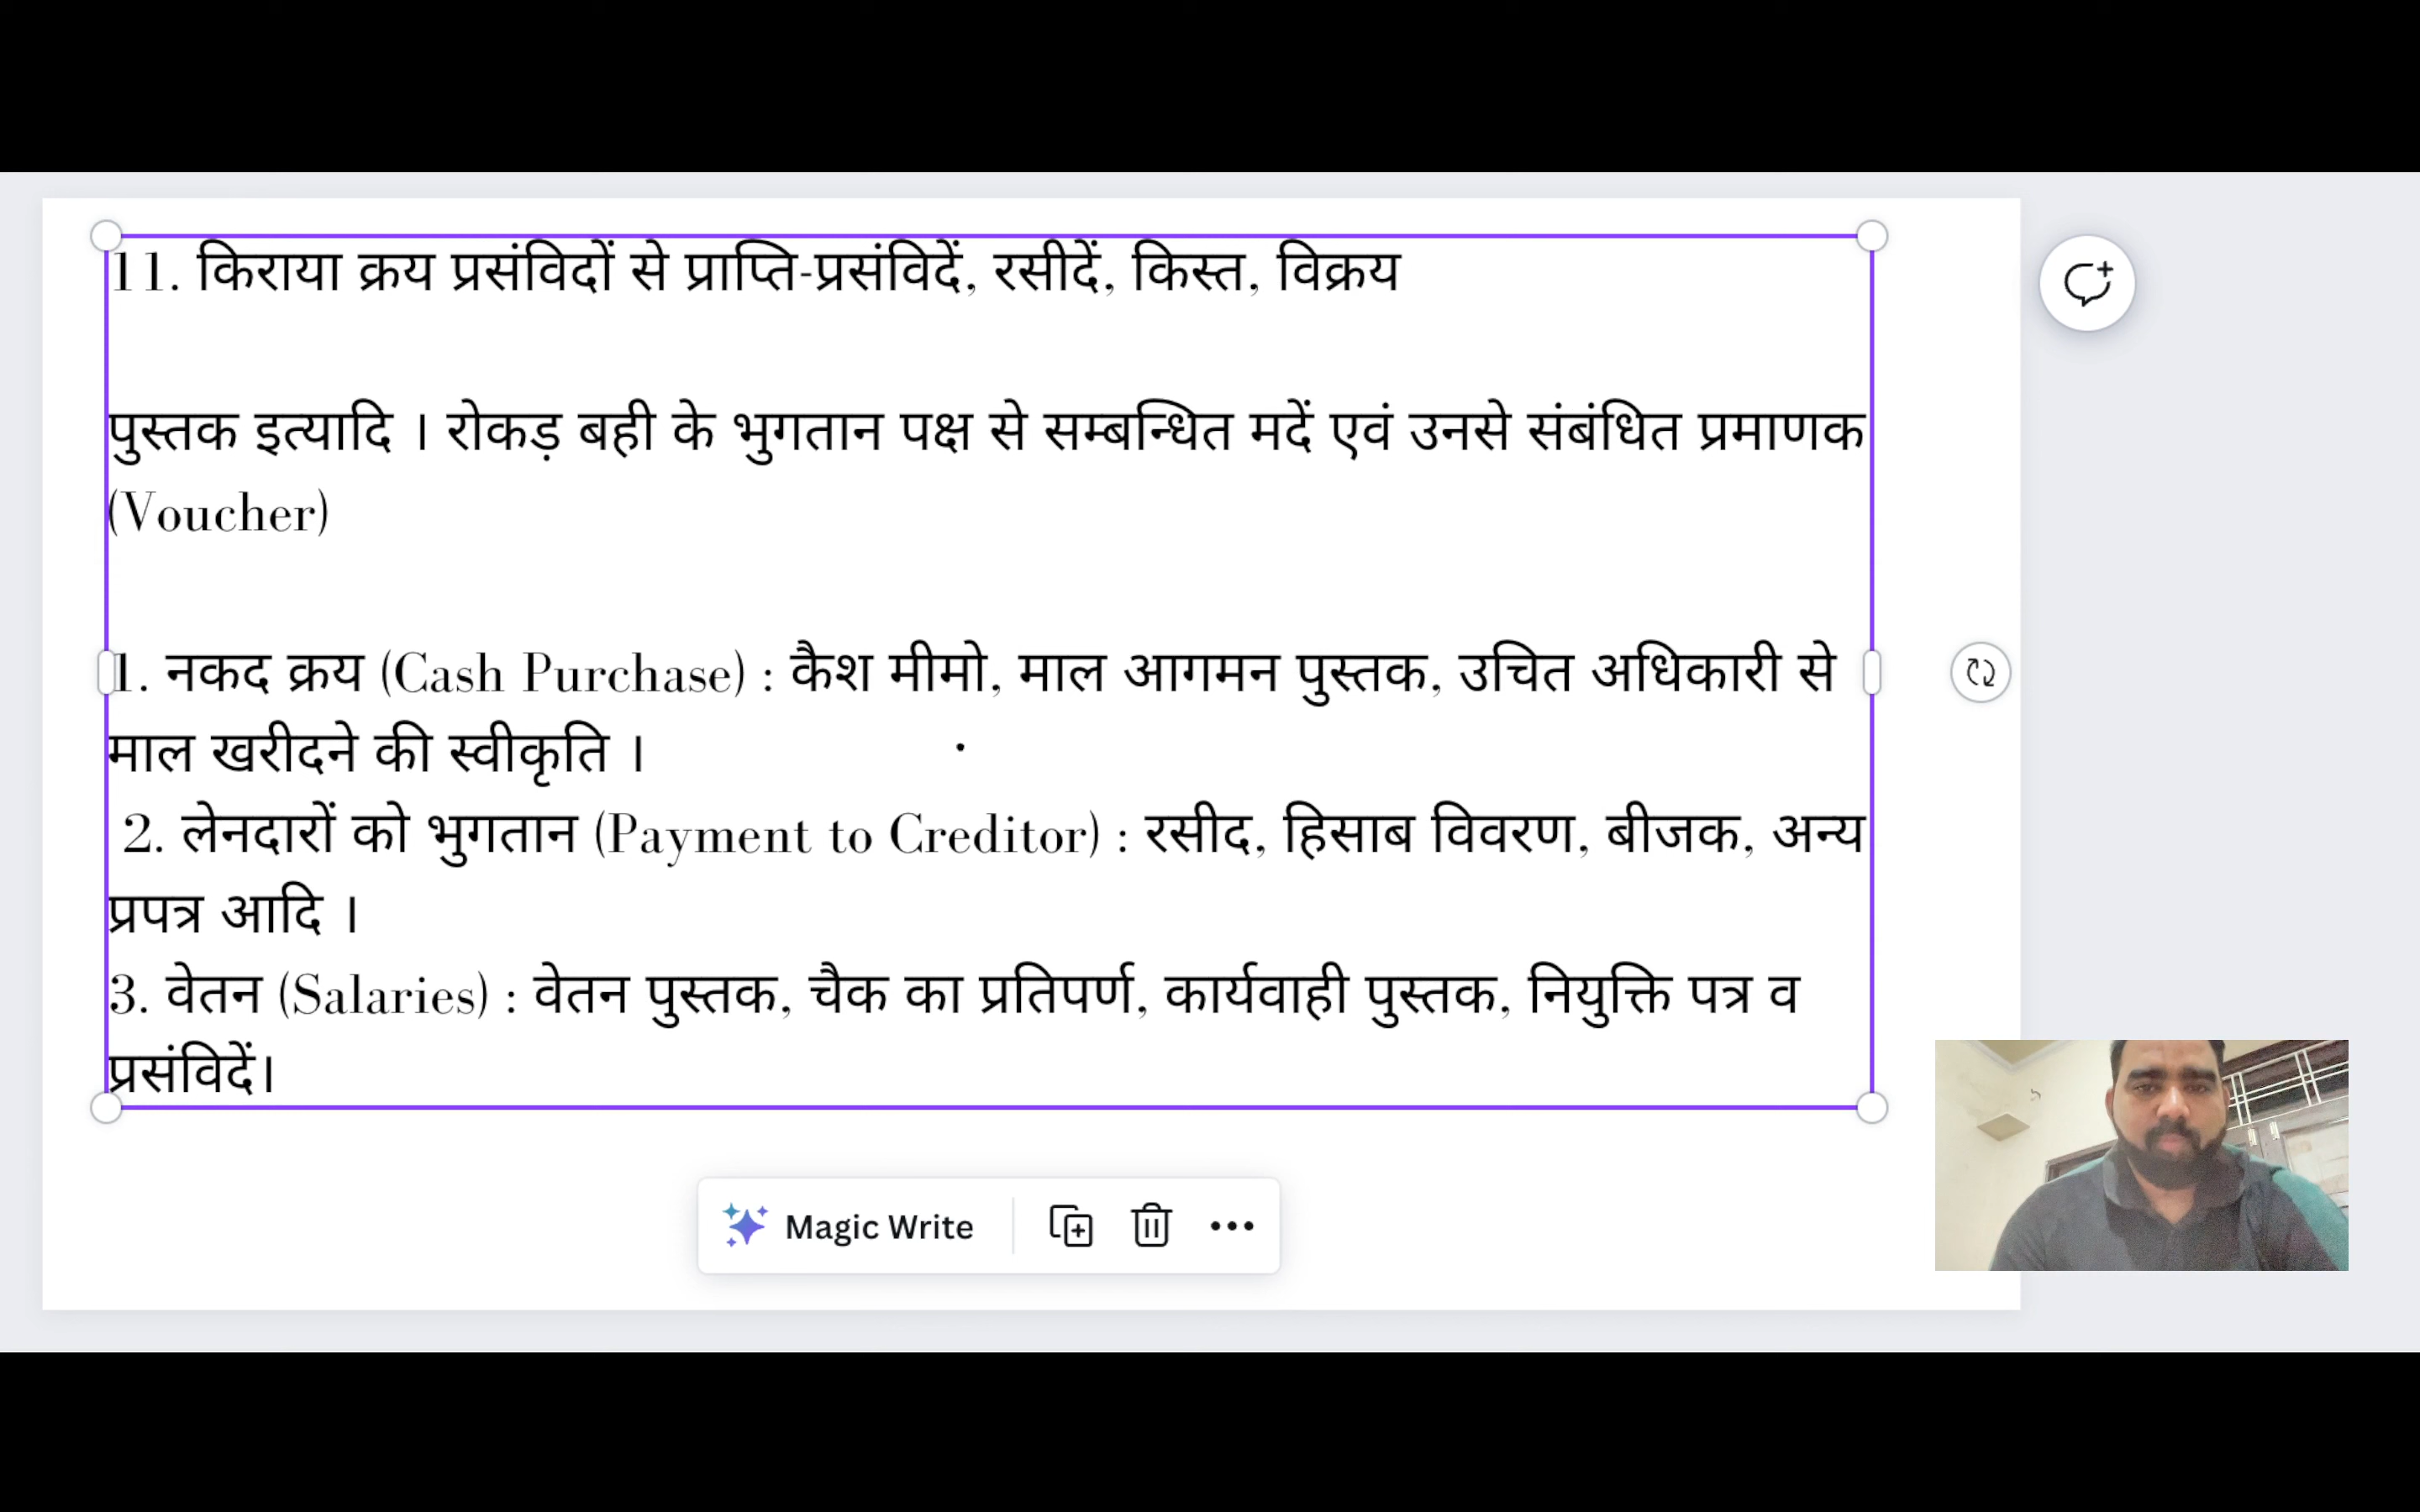 11. किराया क्रय प्रसंविदों से प्राप्ति-प्रसंविदें, रसीदें, किस्त, विक्रय
पुस्तक इत्यादि । रोकड़ बही के भुगतान पक्ष से सम्बन्धित मदें एवं उनसे संबंधित प्रमाणक
(Voucher)
1. नकद क्रय (Cash Purchase) : कैश मीमो, माल आगमन पुस्तक, उचित अधिकारी से
माल खरीदने की स्वीकृति ।
2. लेनदारों को भुगतान (Payment to Creditor) : रसीद, हिसाब विवरण, बीजक, अन्य
प्रपत्र आदि ।
3. वेतन (Salaries) : वेतन पुस्तक, चैक का प्रतिपर्ण, कार्यवाही पुस्तक, नियुक्ति पत्र व
प्रसंविदें।
Magic Write